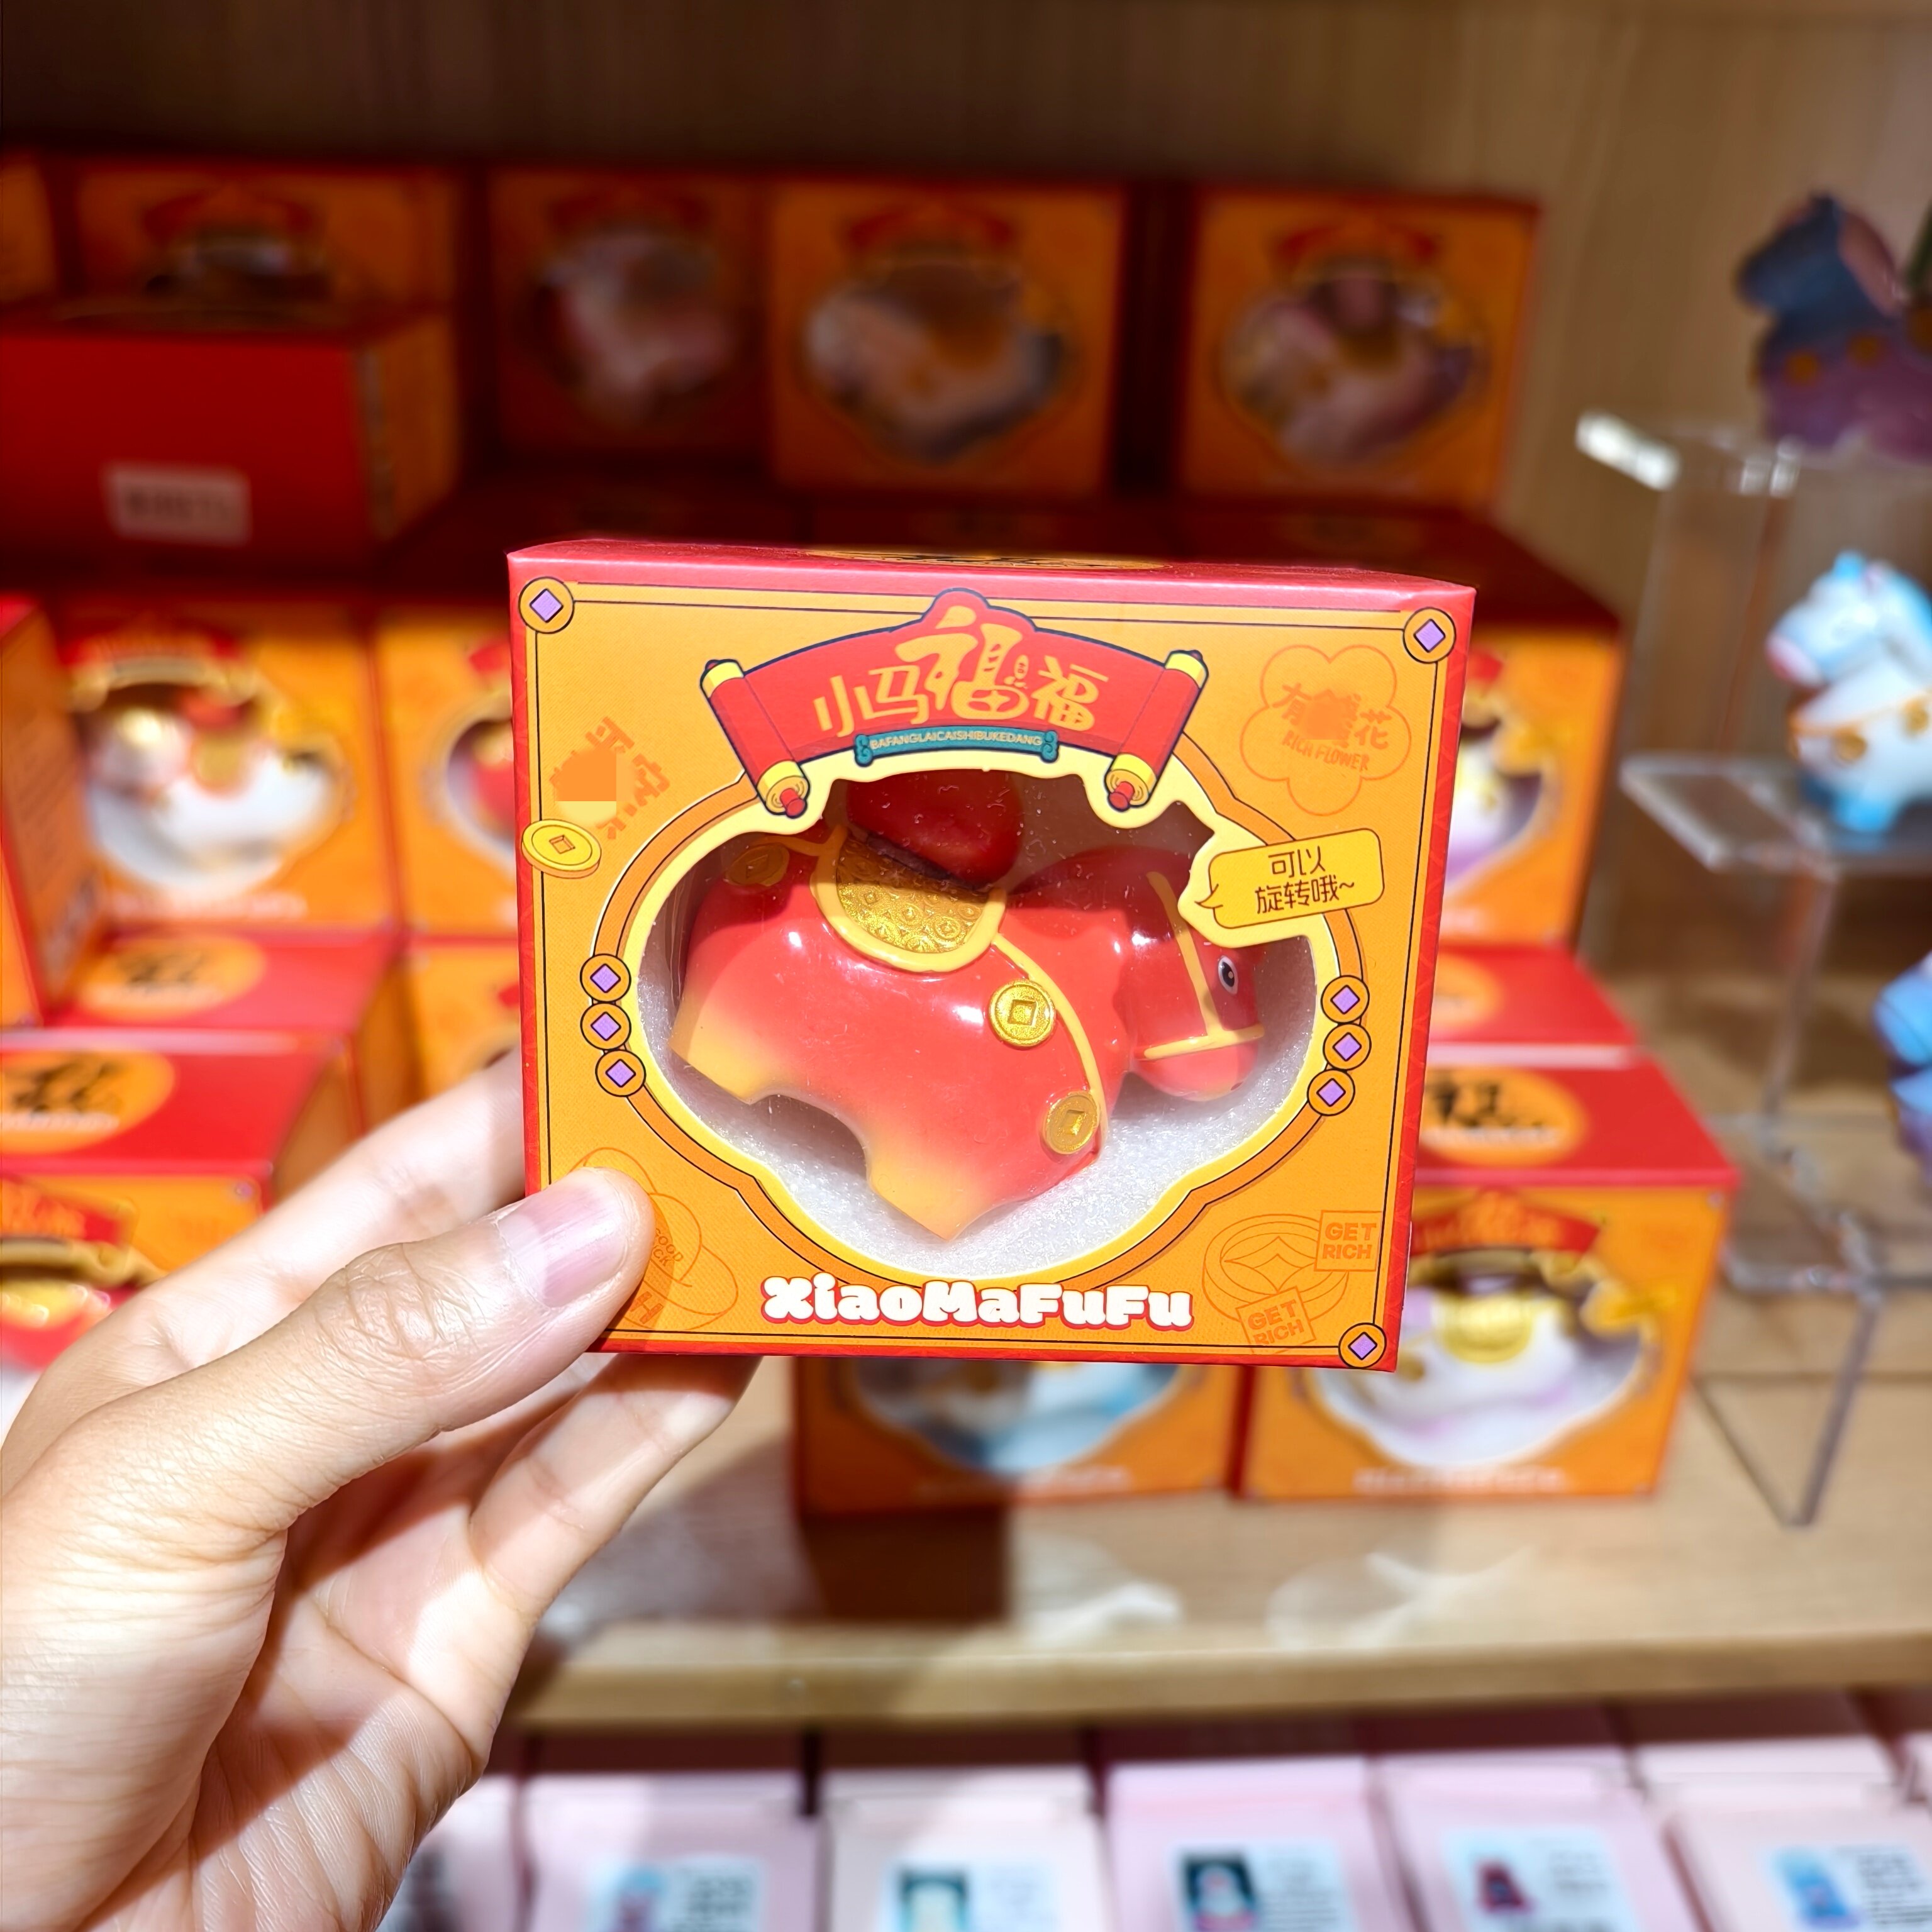 小马福福
BAFANGLAICAISHIBUKEDANG
RICH FLOWER
可以
旋转哦~
GET
RICH
GET
RICH
XiaoMaFuFu